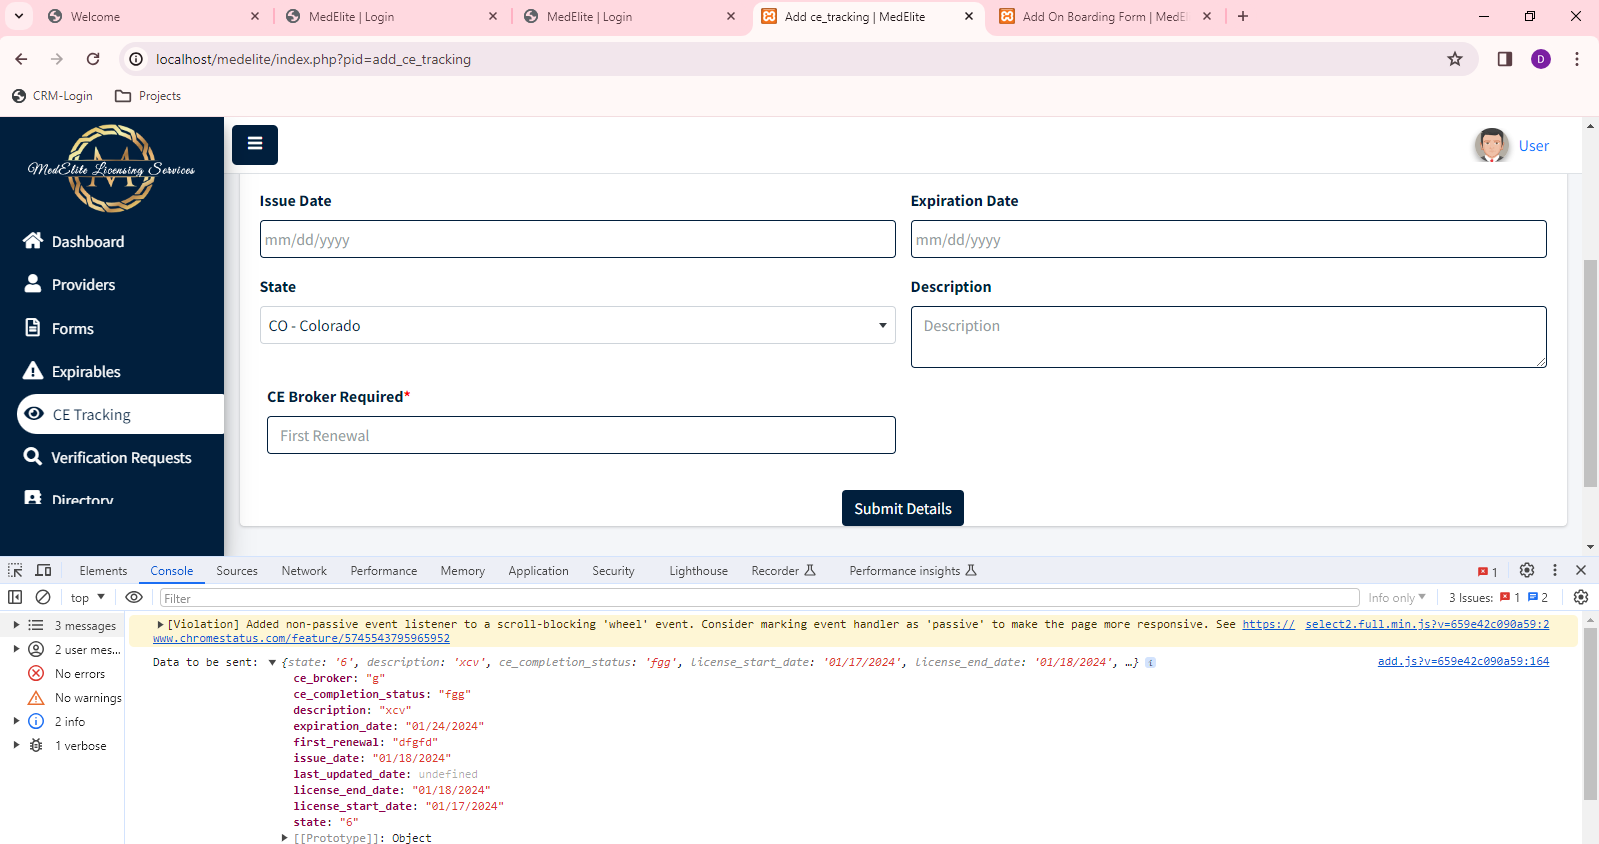 Welcome
MedElite | Login
MedElite | Login
Add ce_tracking | MedElite
Add On Boarding Form | MedE
localhost/medelite/index.php?pid=add_ce_tracking
D
CRM-Login
Projects
MedElite Licensing Services
M
User
Dashboard
Providers
Forms
Expirables
CE Tracking
Verification Requests
Directory
Issue Date
Expiration Date
mm/dd/yyyy
mm/dd/yyyy
State
Description
CO - Colorado
Description
CE Broker Required*
First Renewal
Submit Details
Elements
Console
Sources
Network
Performance
Memory
Application
Security
Lighthouse
Recorder
Performance insights
1
top
Filter
Info only
3 Issues:
1
2
3 messages
2 user mes...
No errors
No warnings
2 info
1 verbose
[Violation] Added non-passive event listener to a scroll-blocking 'wheel' event. Consider marking event handler as 'passive' to make the page more responsive. See https://
select2.full.min.js?v=659e42c090a59:2
www.chromestatus.com/feature/5745543795965952
Data to be sent: {state: '6', description: 'xcv', ce_completion_status: 'fgg', license_start_date: '01/17/2024', license_end_date: '01/18/2024', …}
add.js?v=659e42c090a59:164
ce_broker: "g"
ce_completion_status: "fgg"
description: "xcv"
expiration_date: "01/24/2024"
first_renewal: "dfgfd"
issue_date: "01/18/2024"
last_updated_date: undefined
license_end_date: "01/18/2024"
license_start_date: "01/17/2024"
state: "6"
[[Prototype]]: Object